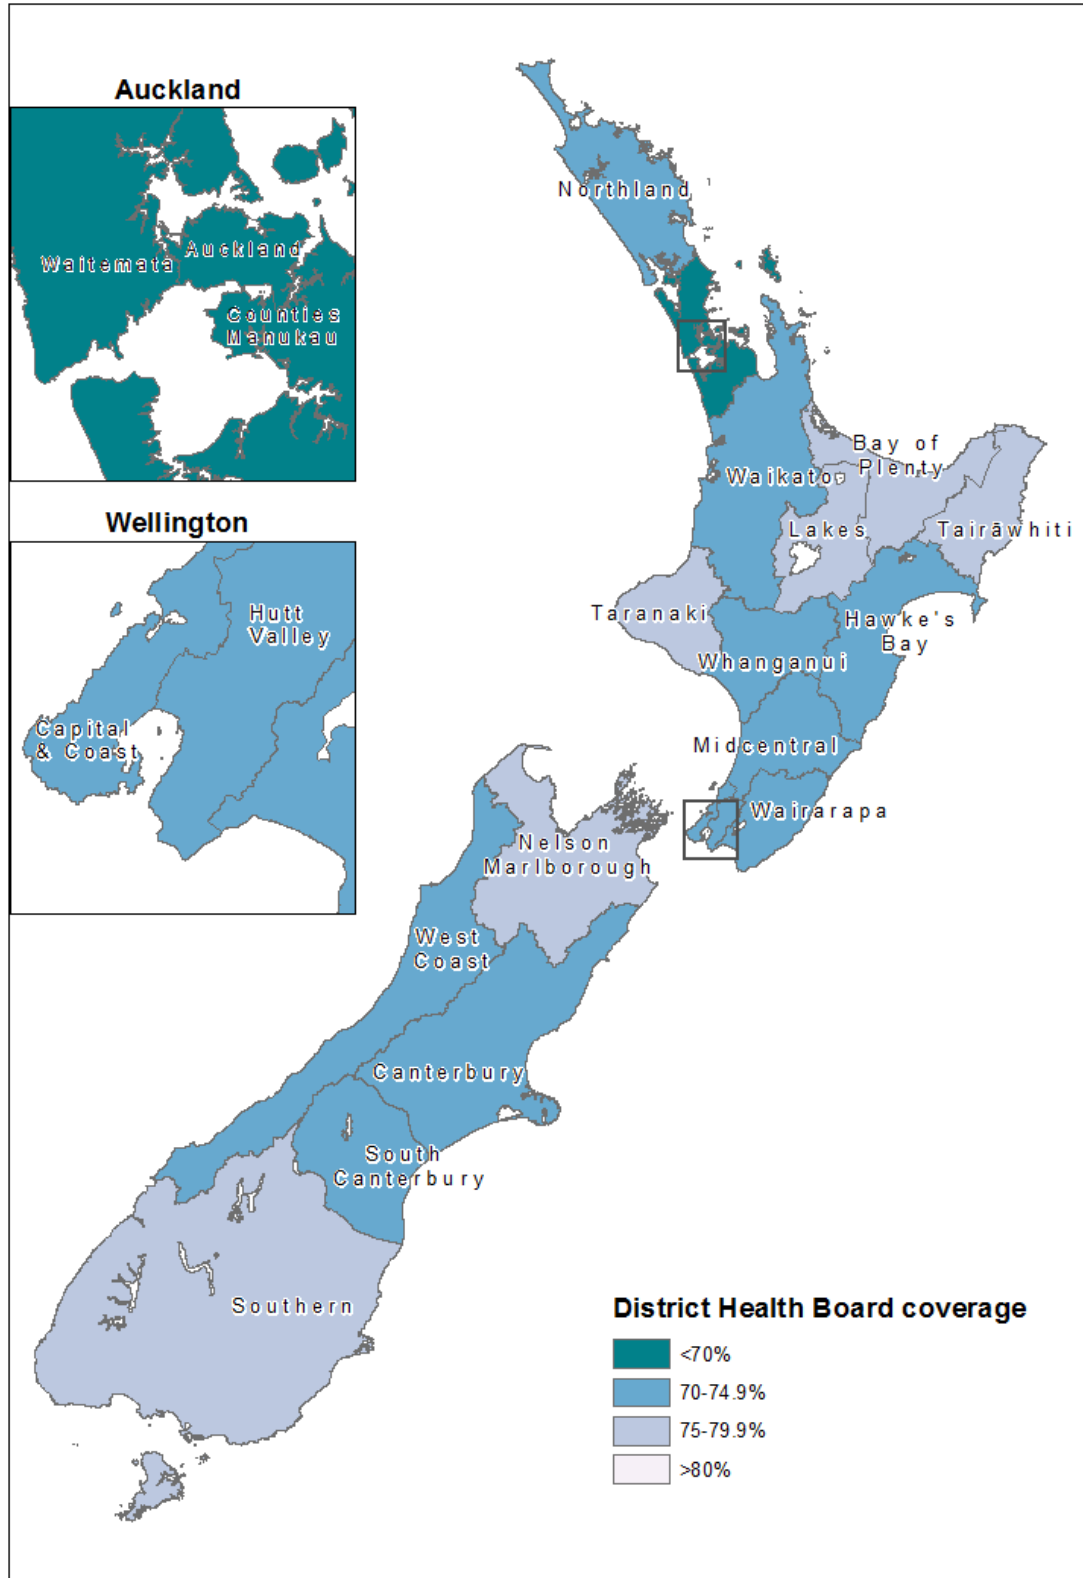 Auckland
Waitemata
Auckland
Counties
Manukau
Wellington
Hutt
Valley
Capital
& Coast
Northland
Waikato
Bay of
Plenty
Lakes
Tairāwhiti
Taranaki
Hawke's
Bay
Whanganui
Midcentral
Wairarapa
Nelson
Marlborough
West
Coast
Canterbury
South
Canterbury
Southern
District Health Board coverage
<70%
70-74.9%
75-79.9%
>80%